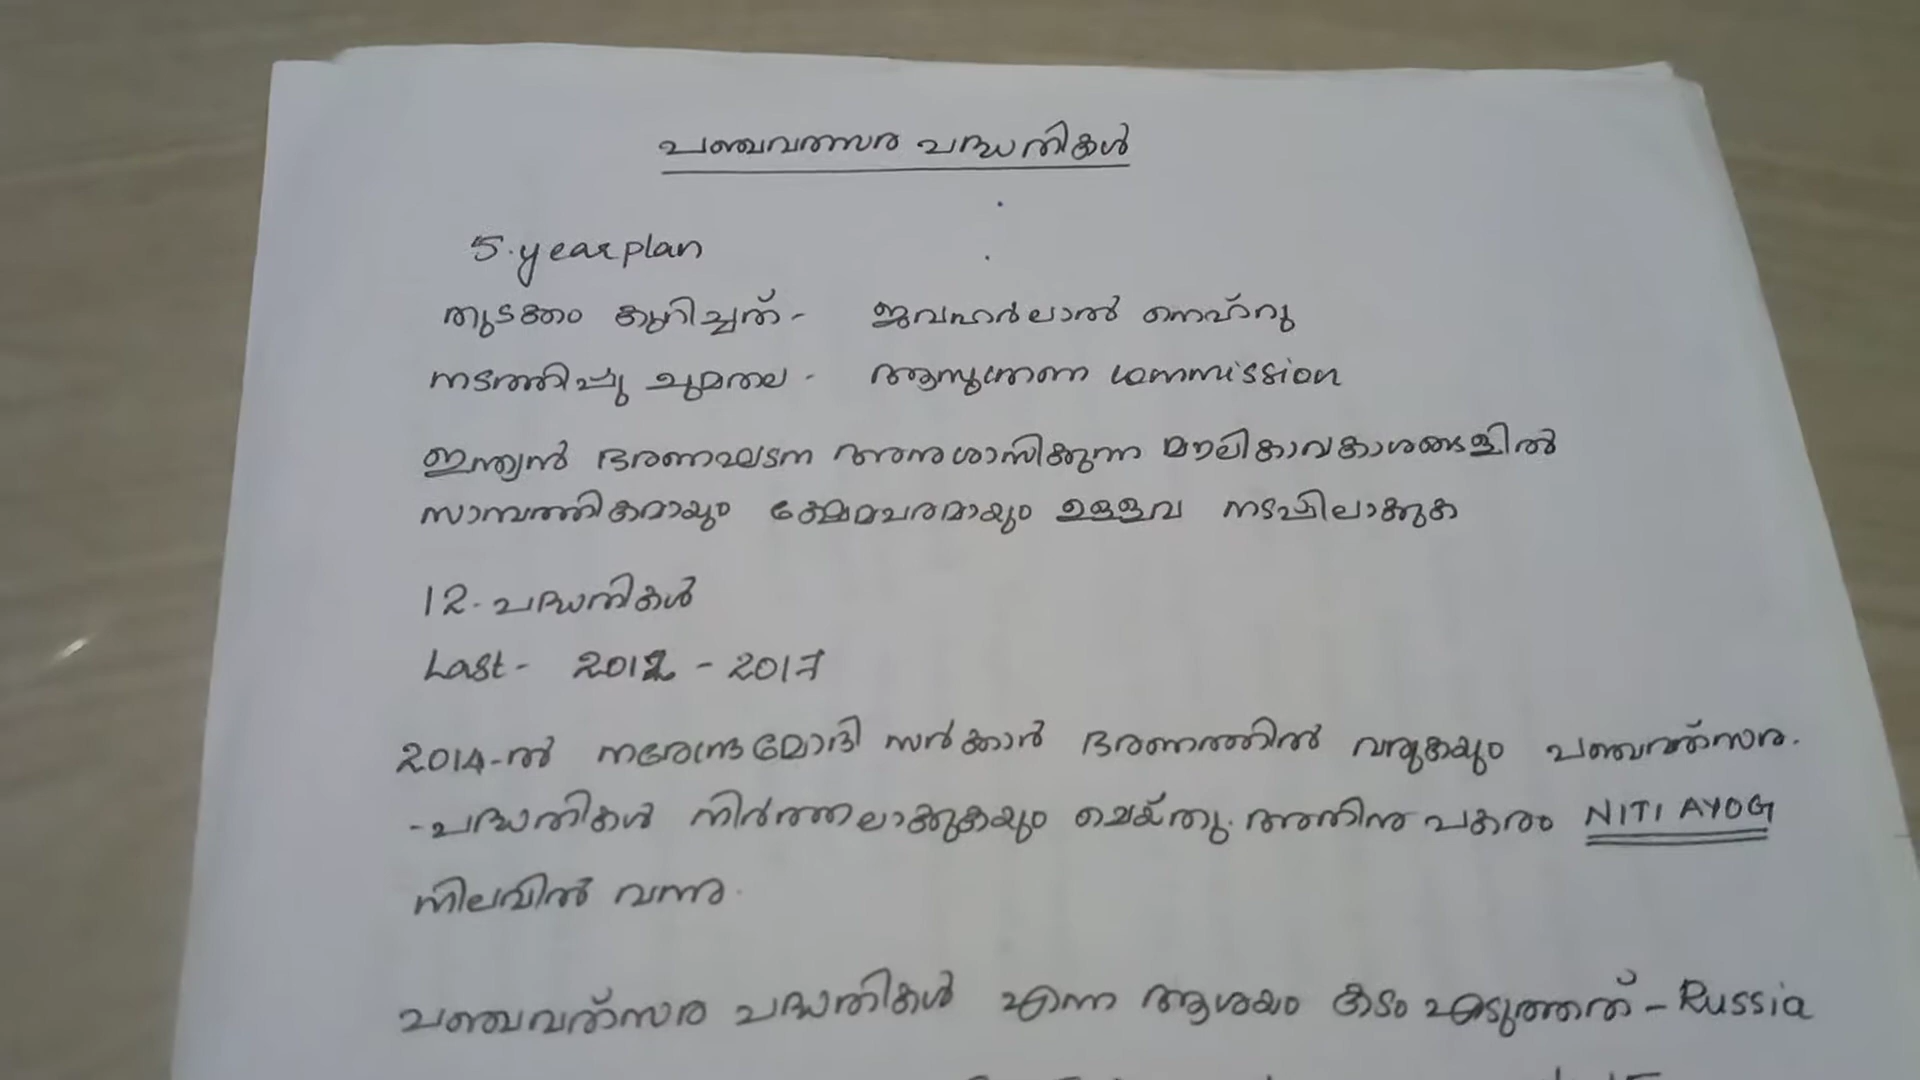 പഞ്ചവത്സര പദ്ധതികൾ
5.year plan
തുടക്കം കുറിച്ചത് - ജവഹർലാൽ നെഹ്റു
നടത്തിപ്പു ചുമതല - ആസൂത്രണ commission
ഇന്ത്യൻ ഭരണഘടന അനുശാസിക്കുന്ന മൗലികാവകാശങ്ങളിൽ
സാമ്പത്തികമായും ക്ഷേമപരമായും ഉള്ളവ നടപ്പിലാക്കുക
12. പദ്ധതികൾ
Last - 2012 - 2017
2014-ൽ നരേന്ദ്രമോദി സർക്കാർ ഭരണത്തിൽ വരുകയും പഞ്ചവത്സര.
-പദ്ധതികൾ നിർത്തലാക്കുകയും ചെയ്തു. അതിനു പകരം NITI AYOG
നിലവിൽ വന്നു.
പഞ്ചവത്സര പദ്ധതികൾ എന്ന ആശയം കടം എടുത്തത് - Russia